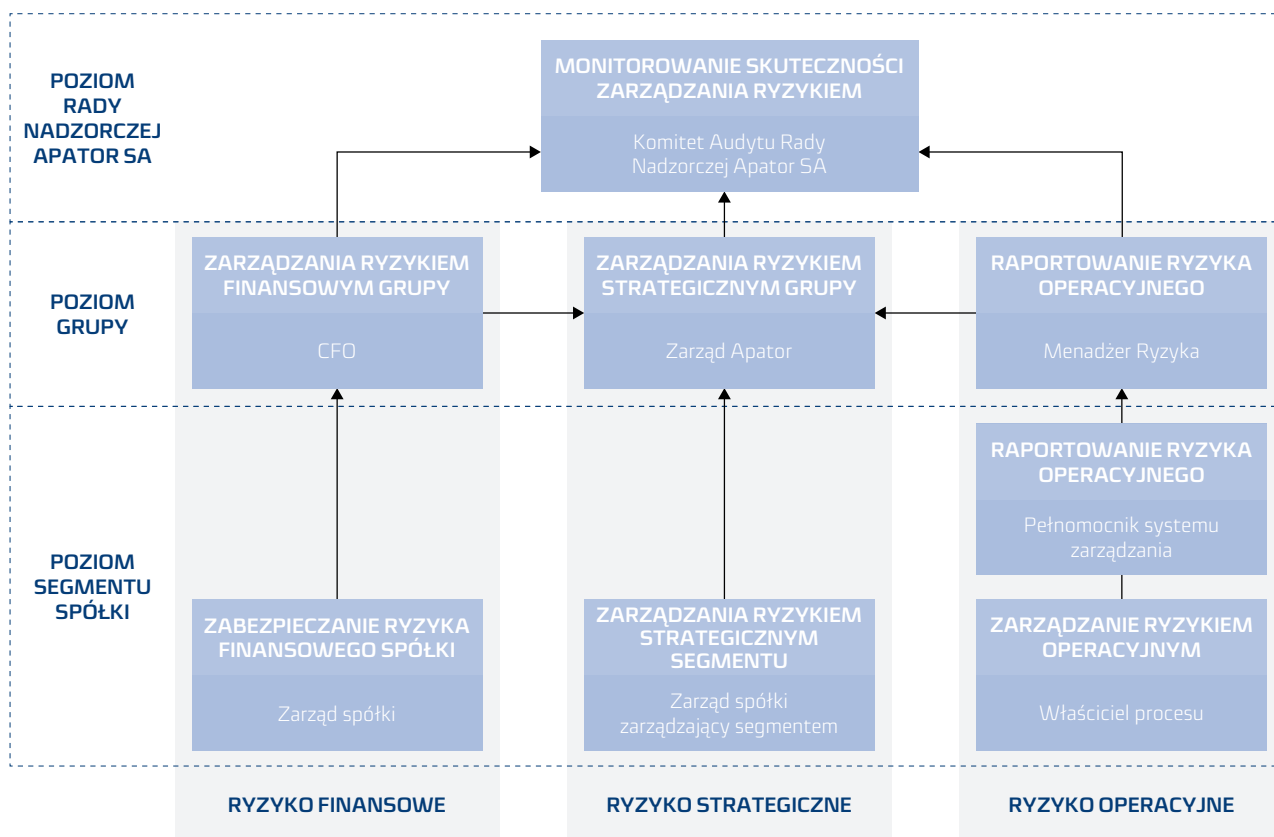 POZIOM
RADY
NADZORCZEJ
APATOR SA
MONITOROWANIE SKUTECZNOŚCI
ZARZĄDZANIA RYZYKIEM
Komitet Audytu Rady
Nadzorczej Apator SA
POZIOM
GRUPY
ZARZĄDZANIA RYZYKIEM
FINANSOWYM GRUPY
CFO
ZARZĄDZANIA RYZYKIEM
STRATEGICZNYM GRUPY
Zarząd Apator
RAPORTOWANIE RYZYKA
OPERACYJNEGO
Menadżer Ryzyka
POZIOM
SEGMENTU
SPÓŁKI
ZABEZPIECZANIE RYZYKA
FINANSOWEGO SPÓŁKI
Zarząd spółki
ZARZĄDZANIA RYZYKIEM
STRATEGICZNYM
SEGMENTU
Zarząd spółki
zarządzający segmentem
RAPORTOWANIE RYZYKA
OPERACYJNEGO
Pełnomocnik systemu
zarządzania
ZARZĄDZANIE RYZYKIEM
OPERACYJNYM
Właściciel procesu
RYZYKO FINANSOWE
RYZYKO STRATEGICZNE
RYZYKO OPERACYJNE